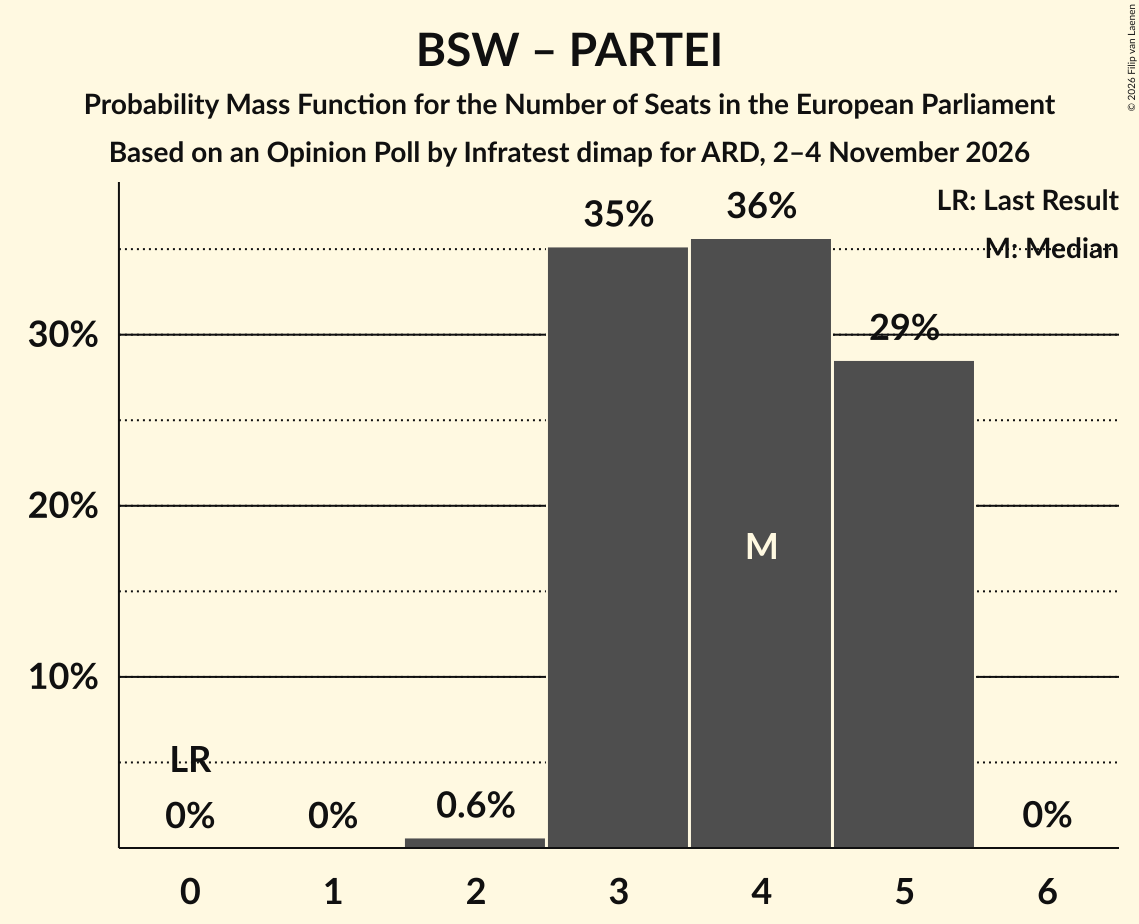 BSW – PARTEI
Probability Mass Function for the Number of Seats in the European Parliament
Based on an Opinion Poll by Infratest dimap for ARD, 2–4 November 2026
© 2026 Filip van Laenen
LR: Last Result
M: Median
35%
36%
29%
30%
20%
10%
M
LR
0%
0%
0.6%
0%
0
1
2
3
4
5
6